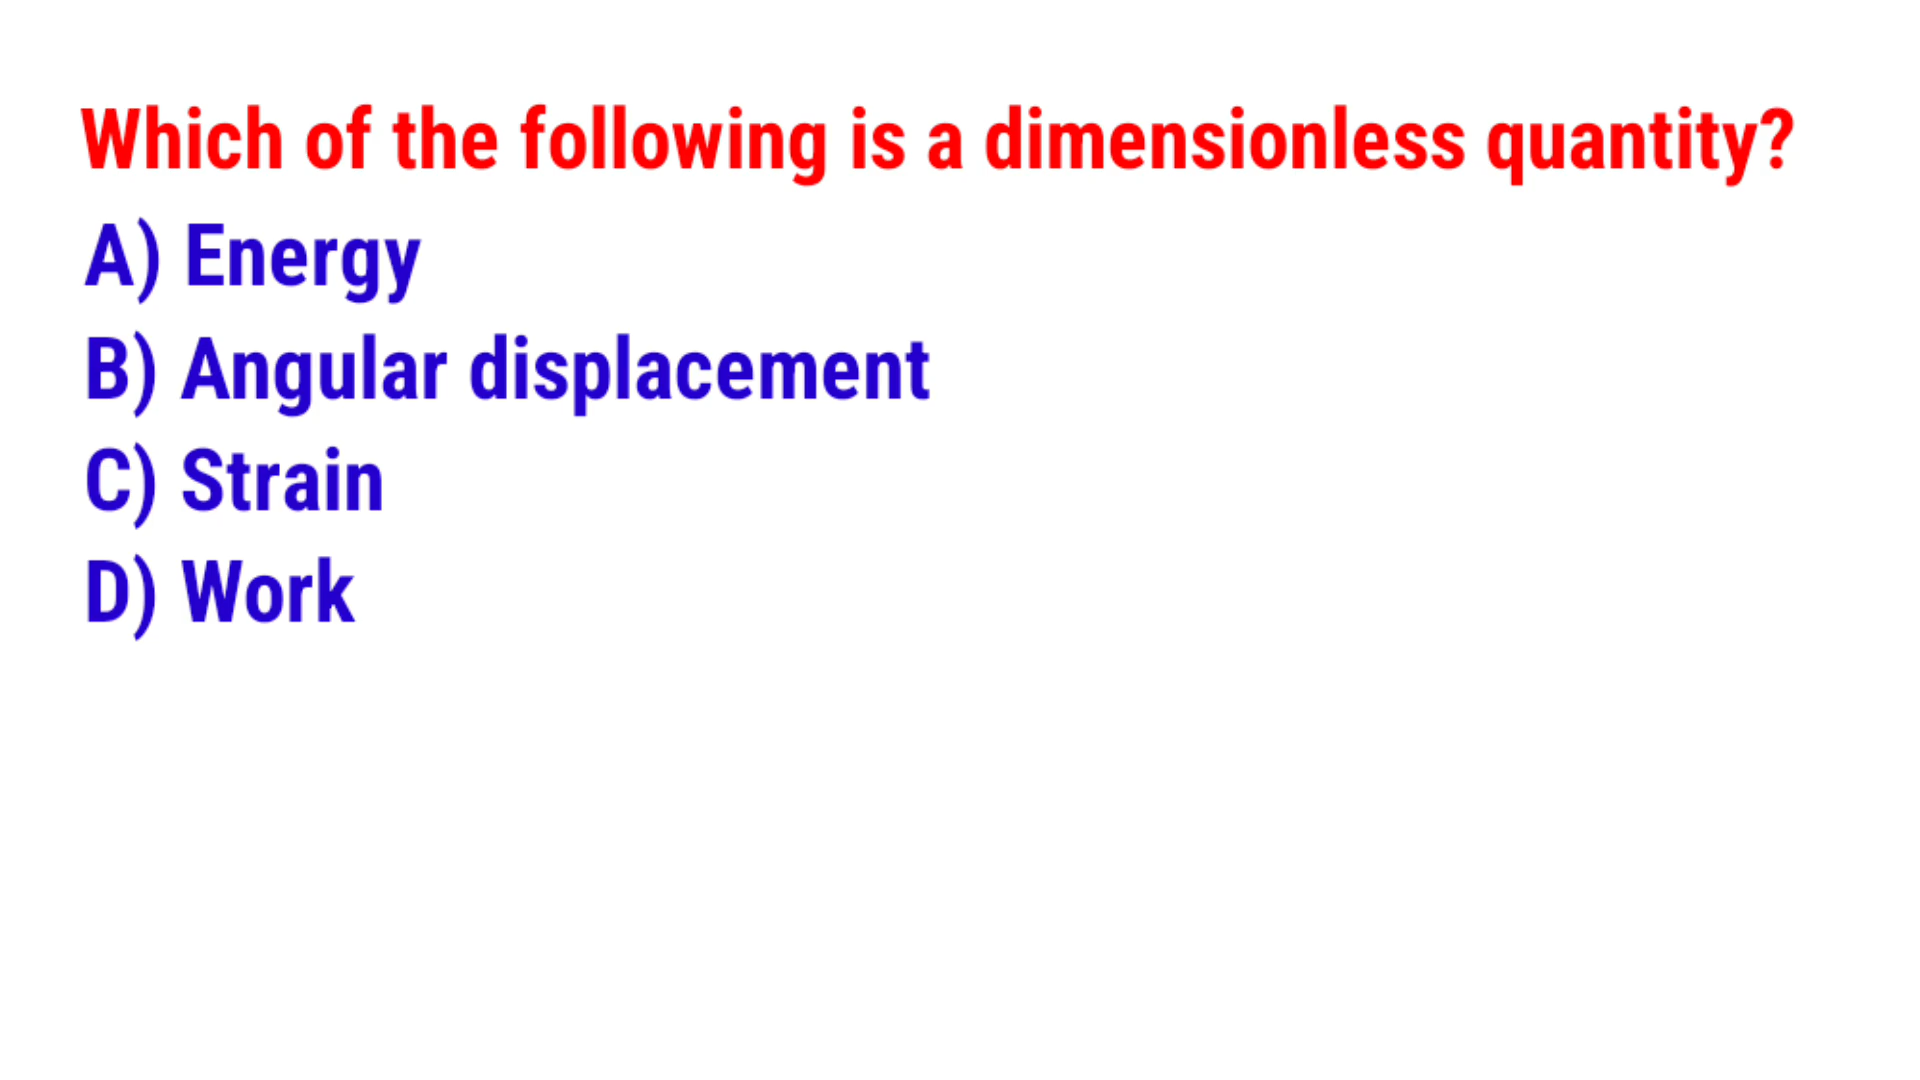 Which of the following is a dimensionless quantity?
A) Energy
B) Angular displacement
C) Strain
D) Work